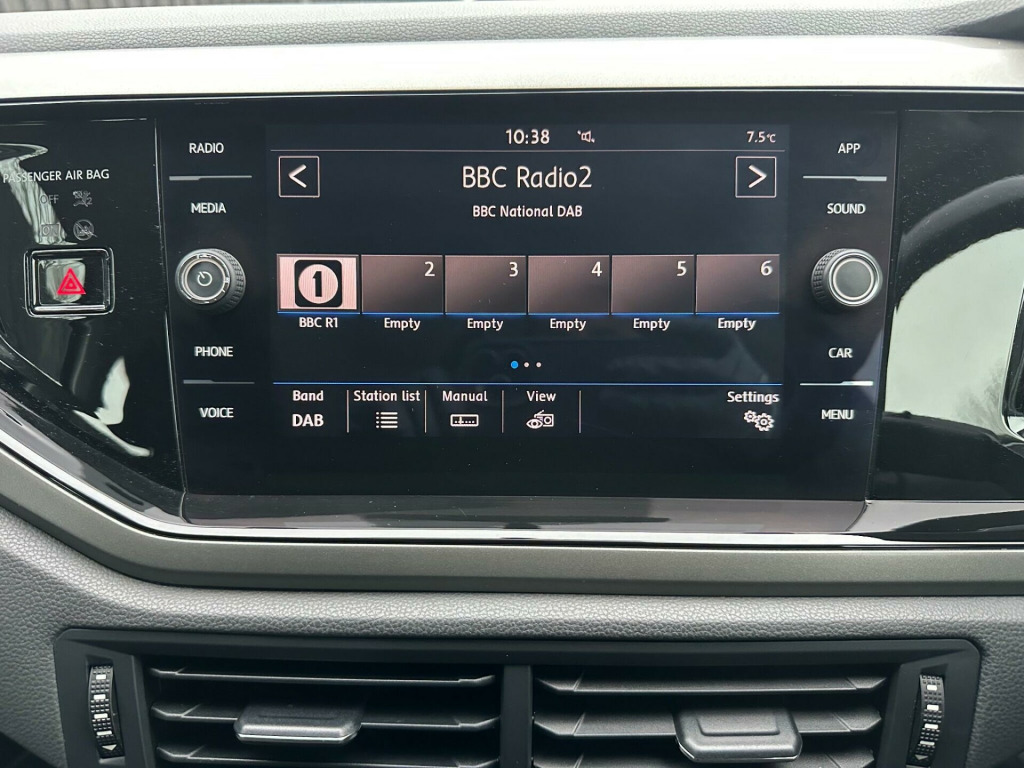 10:38
7.5°C
RADIO
APP
PASSENGER AIR BAG
OFF
BBC Radio2
MEDIA
SOUND
BBC National DAB
1
2
3
4
5
6
BBC R1
Empty
Empty
Empty
Empty
Empty
PHONE
CAR
Band
Station list
Manual
View
Settings
VOICE
DAB
MENU